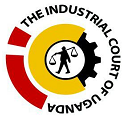 THE INDUSTRIAL COURT OF UGANDA